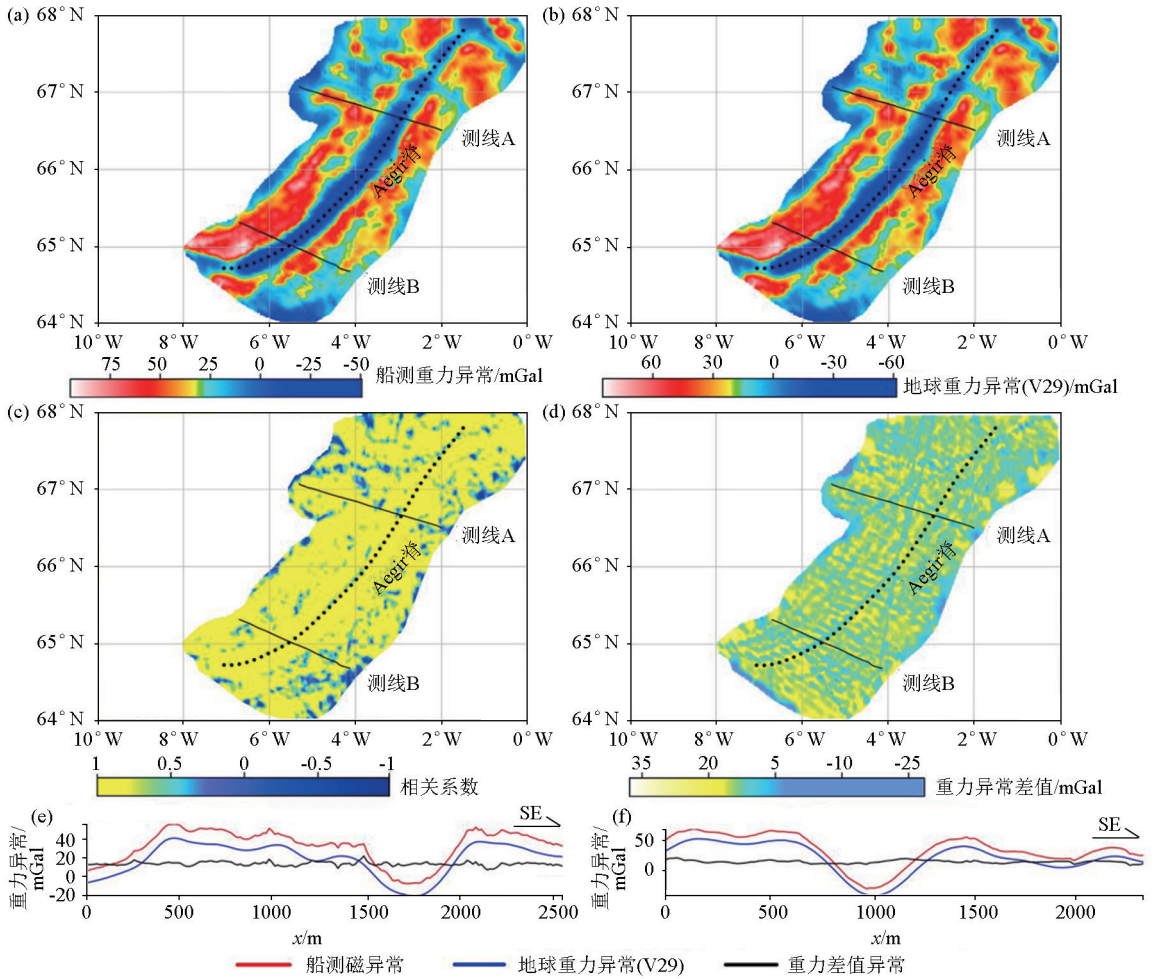 (a)
68°N
67°N
66°N
65°N
64°N
10°W
8°W
6°W
4°W
2°W
0°W
测线A
Aegir脊
测线B
75
50
25
0
-25
-50
船测重力异常/mGal
(b)
68°N
67°N
66°N
65°N
64°N
10°W
8°W
6°W
4°W
2°W
0°W
测线A
Aegir脊
测线B
60
30
0
-30
-60
地球重力异常(V29)/mGal
(c)
68°N
67°N
66°N
65°N
64°N
10°W
8°W
6°W
4°W
2°W
0°W
测线A
Aegir脊
测线B
1
0.5
0
-0.5
-1
相关系数
(d)
68°N
67°N
66°N
65°N
64°N
10°W
8°W
6°W
4°W
2°W
0°W
测线A
Aegir脊
测线B
35
20
5
-10
-25
重力异常差值/mGal
(e)
SE
重力异常/
mGal
40
20
0
-20
0
500
1000
1500
2000
2500
x/m
(f)
SE
重力异常/
mGal
50
0
0
500
1000
1500
2000
x/m
船测磁异常
地球重力异常(V29)
重力差值异常